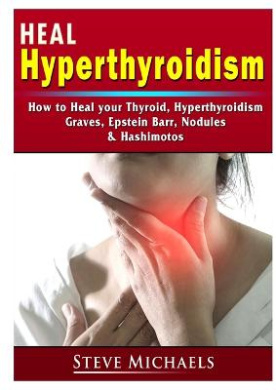 HEAL
Hyperthyroidism
How to Heal your Thyroid, Hyperthyroidism
Graves, Epstein Barr, Nodules
& Hashimotos
STEVE MICHAELS